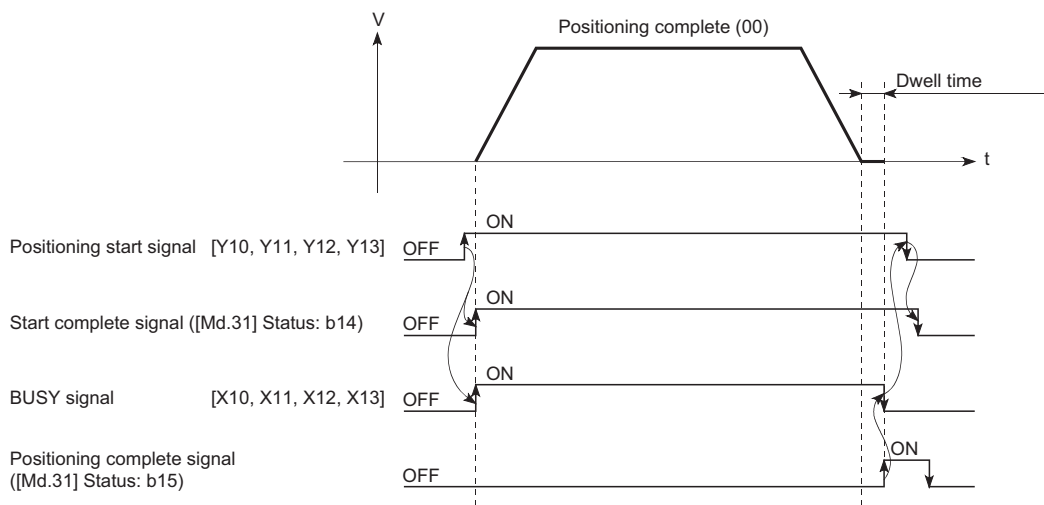 V
Positioning complete (00)
Dwell time
t
ON
Positioning start signal [Y10, Y11, Y12, Y13] OFF
ON
Start complete signal ([Md.31] Status: b14) OFF
ON
BUSY signal [X10, X11, X12, X13] OFF
Positioning complete signal
([Md.31] Status: b15)
OFF
ON